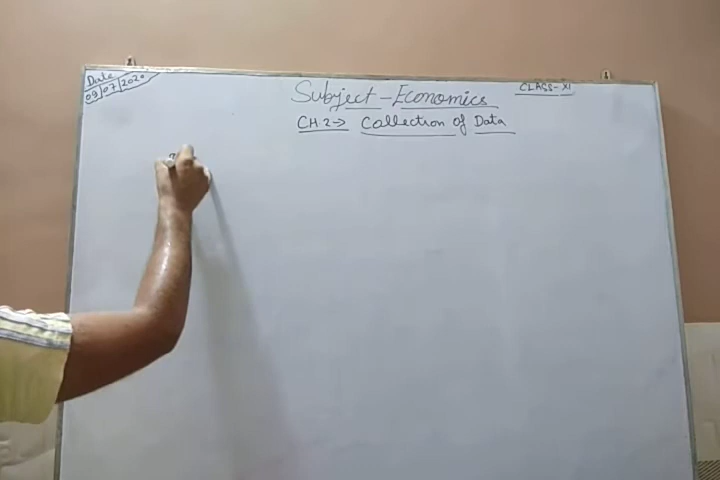 Date
09/07/2020
Subject - Economics
CLASS - XI
CH.2 → Collection of Data